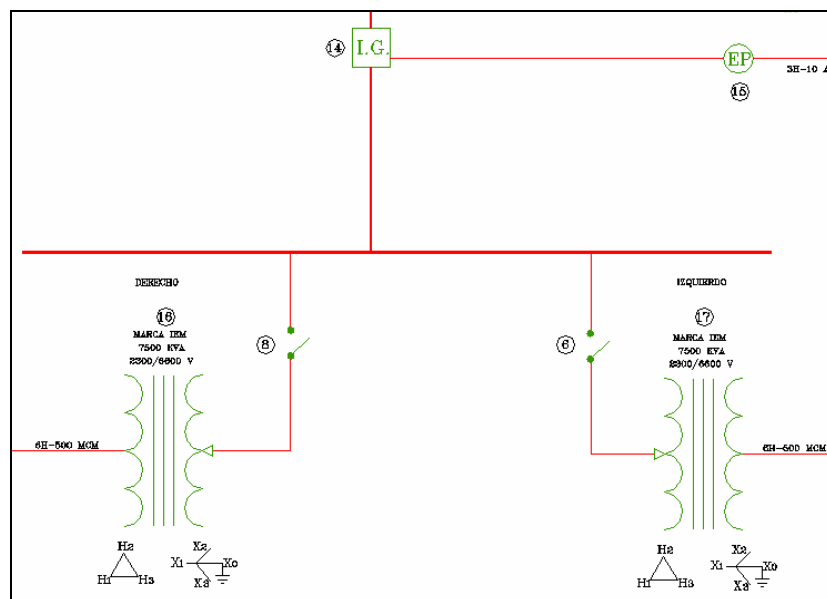 14 I.G.
EP
3H-10 A
15
DERECHO
16
MARCA IEM
7500 KVA
2300/6600 V
8
6
IZQUIERDO
17
MARCA IEM
7500 KVA
2300/6600 V
6H-500 MCM
6H-500 MCM
H2
H1 H3
X2
X1 X0
X3
H2
H1 H3
X2
X1 X0
X3